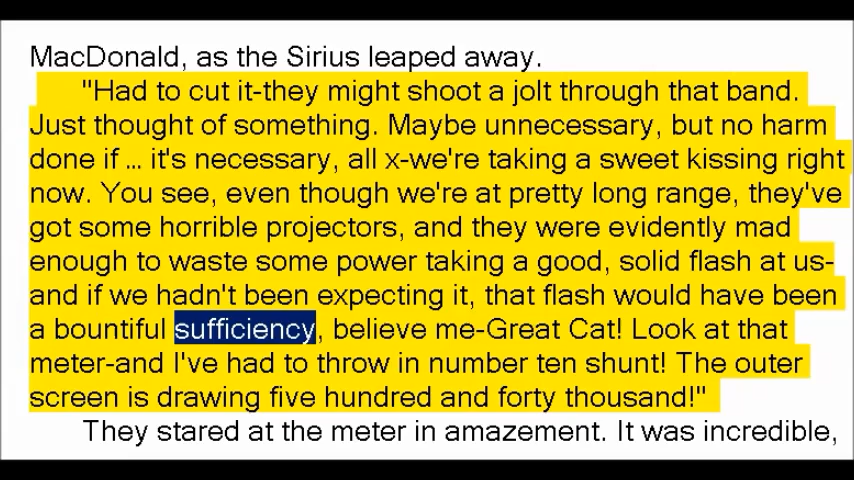 MacDonald, as the Sirius leaped away.
"Had to cut it-they might shoot a jolt through that band.
Just thought of something. Maybe unnecessary, but no harm
done if ... it's necessary, all x-we're taking a sweet kissing right
now. You see, even though we're at pretty long range, they've
got some horrible projectors, and they were evidently mad
enough to waste some power taking a good, solid flash at us-
and if we hadn't been expecting it, that flash would have been
a bountiful sufficiency, believe me-Great Cat! Look at that
meter-and I've had to throw in number ten shunt! The outer
screen is drawing five hundred and forty thousand!"
They stared at the meter in amazement. It was incredible,